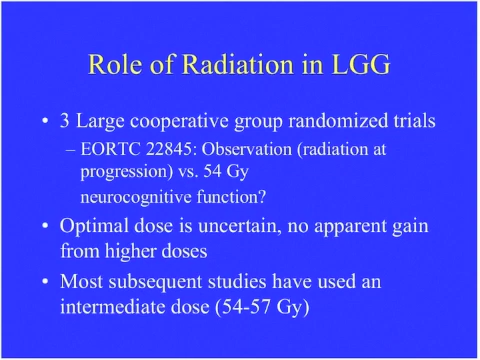 Role of Radiation in LGG
• 3 Large cooperative group randomized trials
– EORTC 22845: Observation (radiation at
progression) vs. 54 Gy
neurocognitive function?
• Optimal dose is uncertain, no apparent gain
from higher doses
• Most subsequent studies have used an
intermediate dose (54-57 Gy)